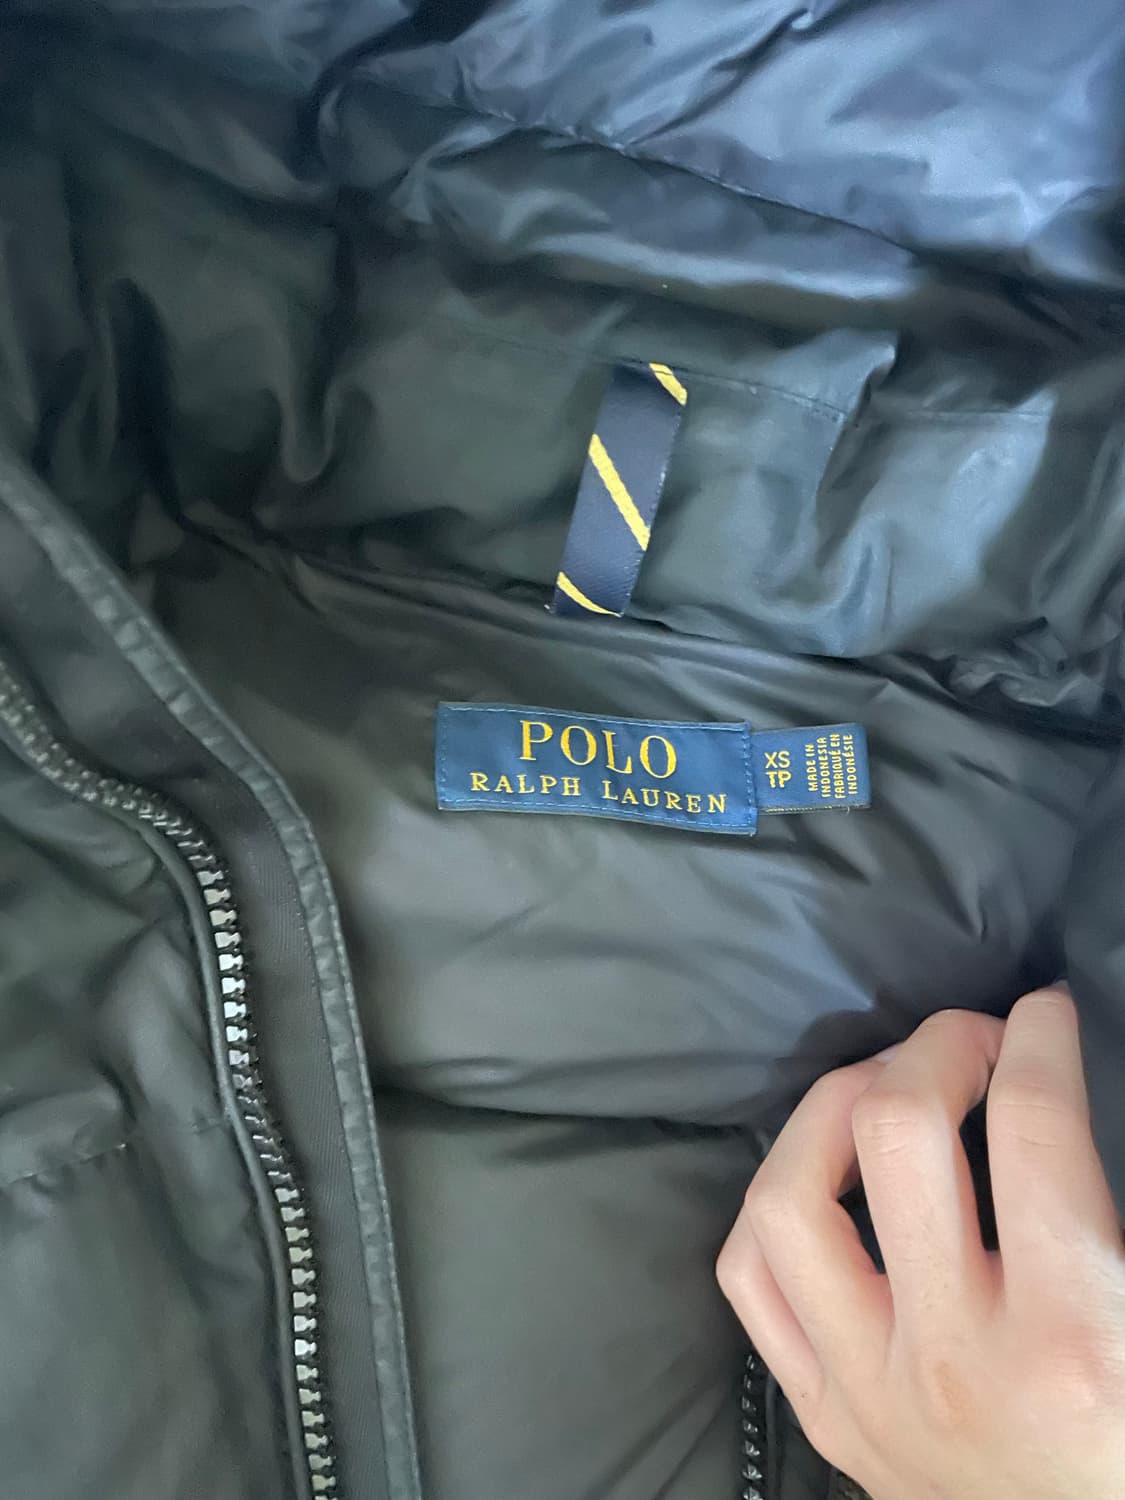 POLO
RALPH LAUREN
XS
TP
MADE IN
INDONESIA
FABRIQUÉ EN
INDONÉSIE